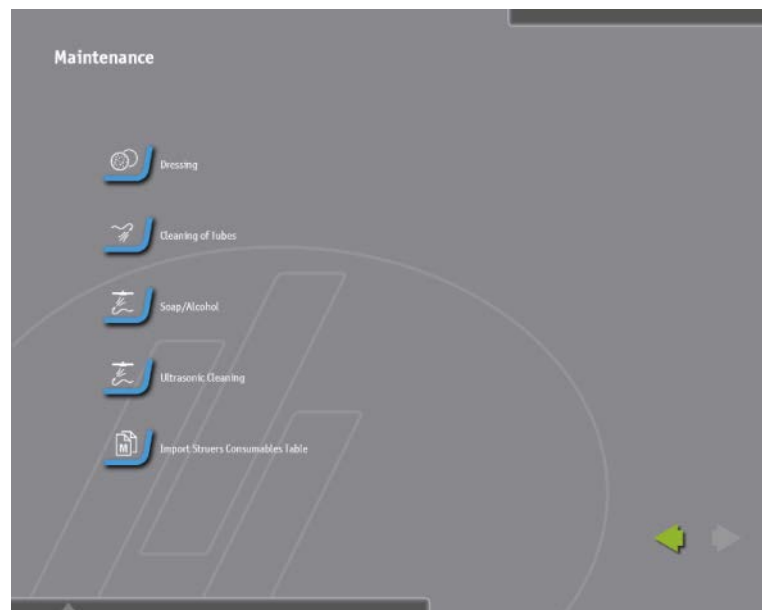 Maintenance
Dressing
Cleaning of Tubes
Soap/Alcohol
Ultrasonic Cleaning
M
Import Struers Consumables Table